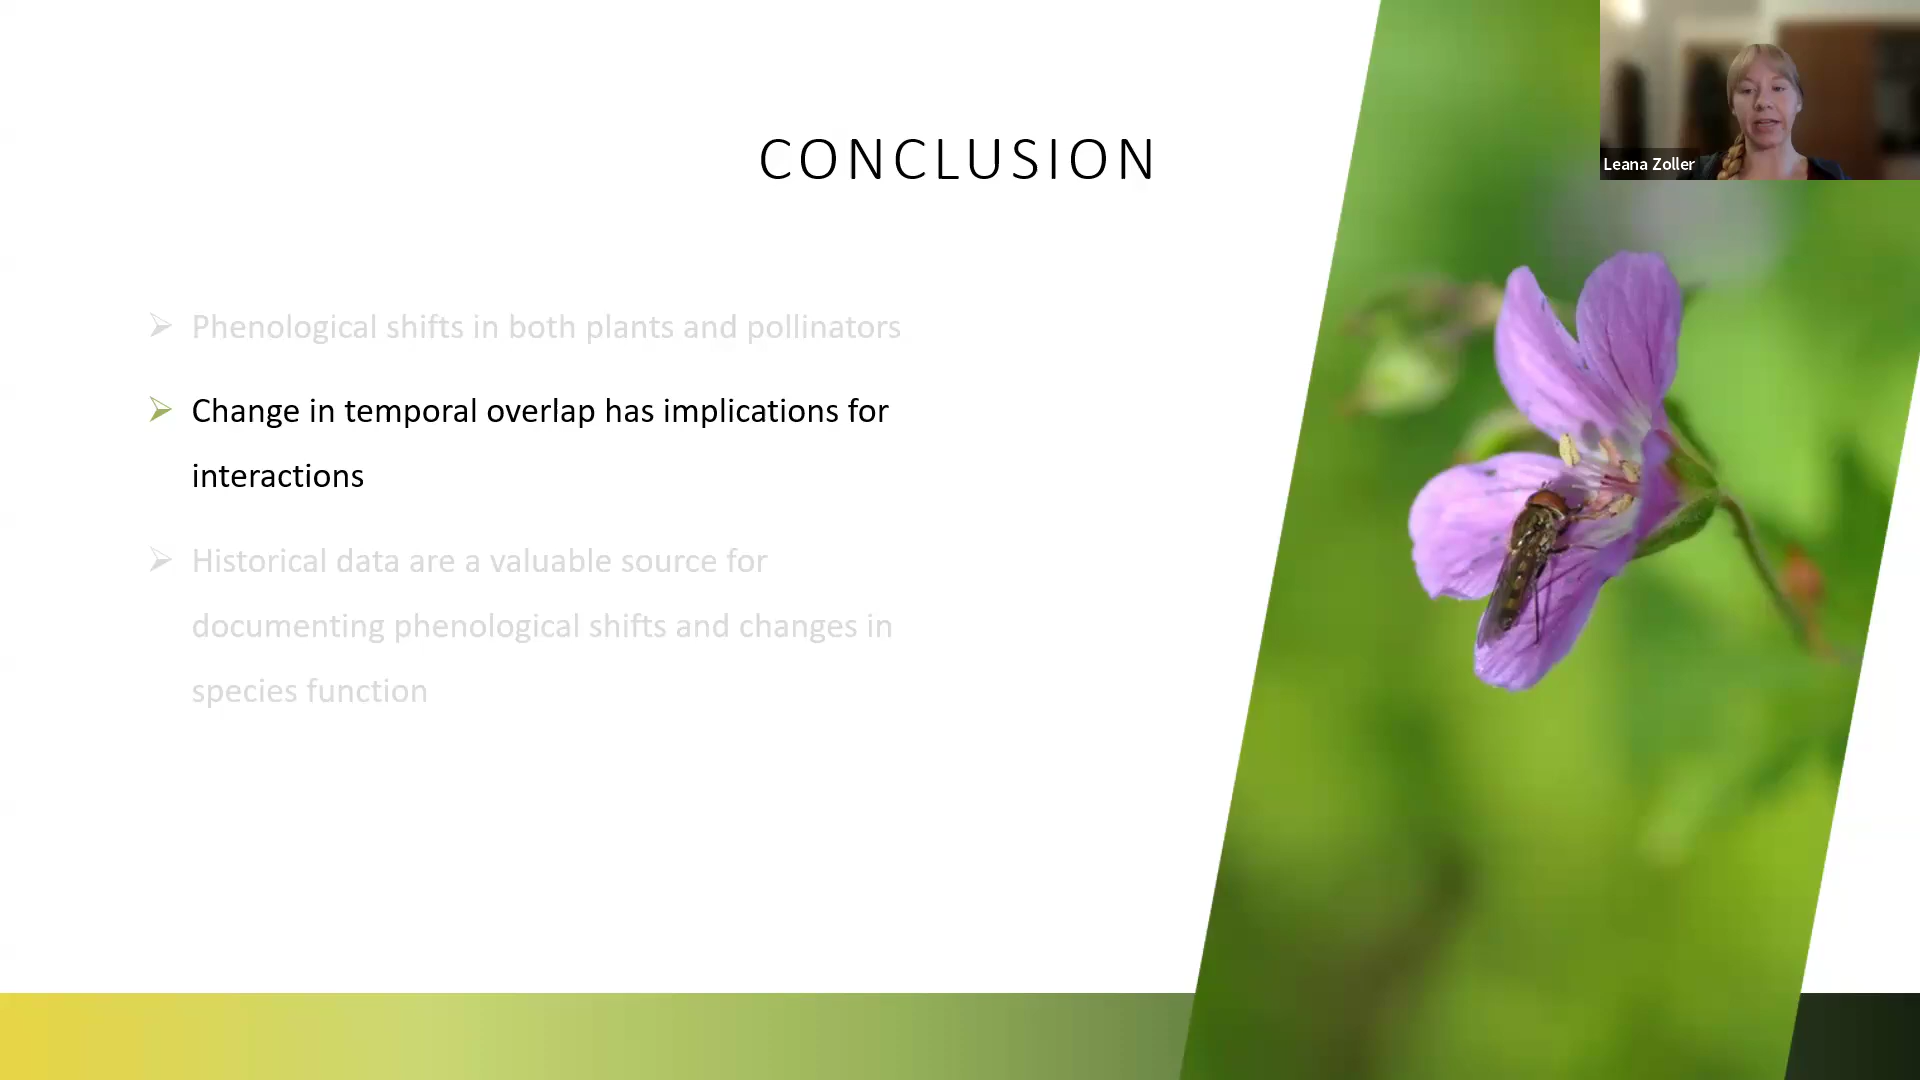 CONCLUSION
Leana Zoller
Phenological shifts in both plants and pollinators
Change in temporal overlap has implications for
interactions
Historical data are a valuable source for
documenting phenological shifts and changes in
species function